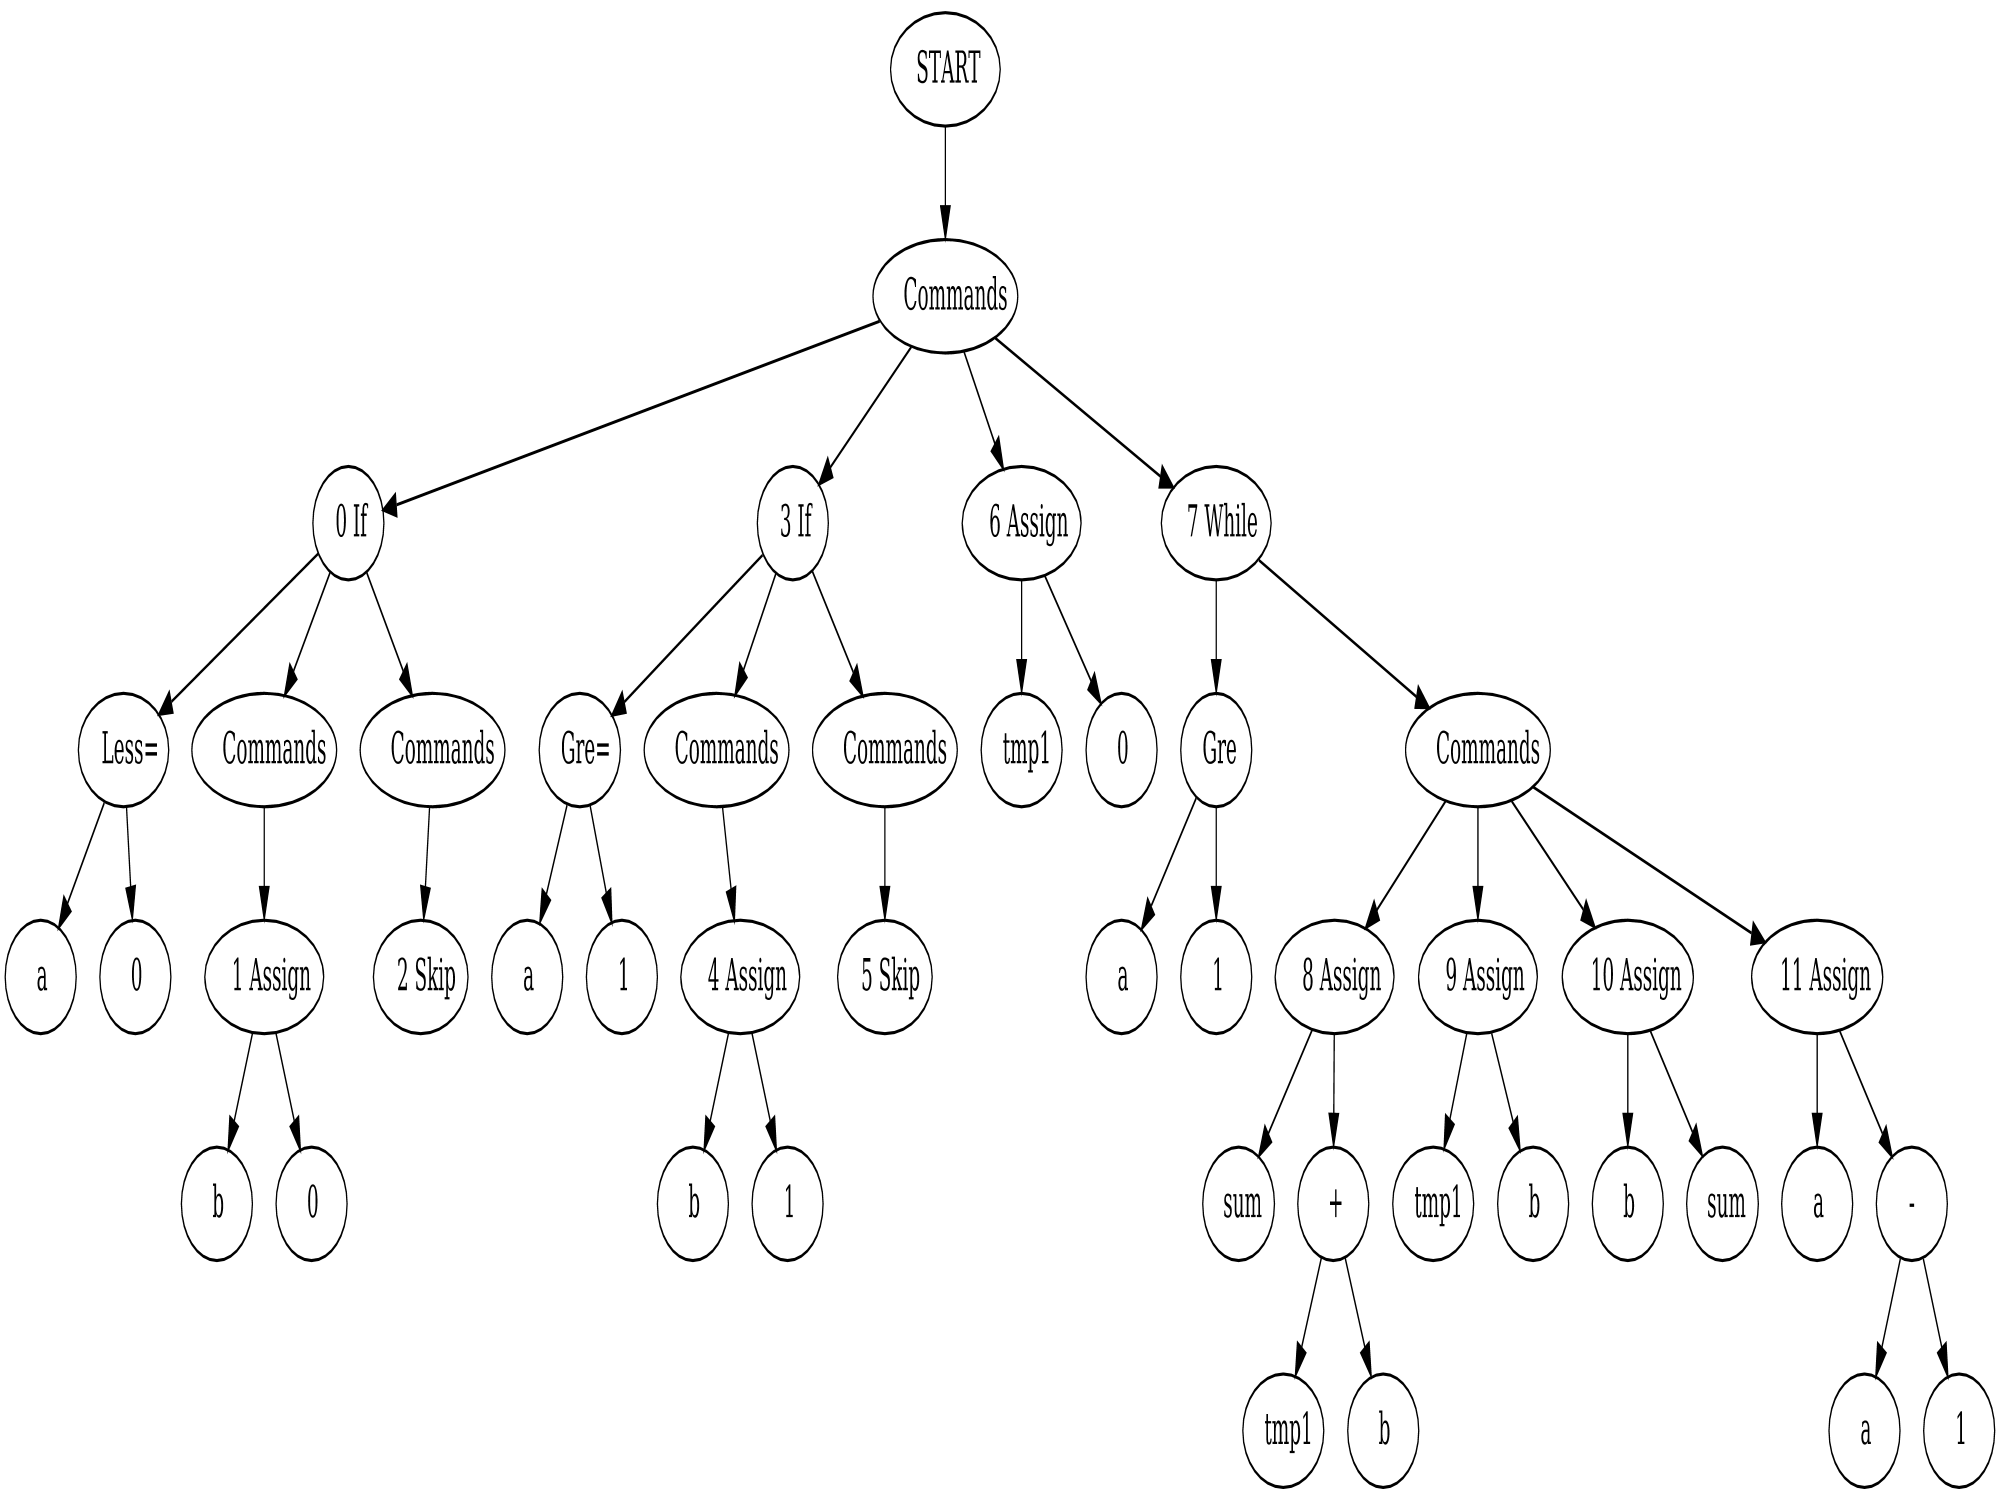 START
Commands
0 If
3 If
6 Assign
7 While
Less=
Commands
Commands
Gre=
Commands
Commands
tmp1
0
Gre
Commands
a
0
1 Assign
2 Skip
a
1
4 Assign
5 Skip
a
1
8 Assign
9 Assign
10 Assign
11 Assign
b
0
b
1
sum
+
tmp1
b
b
sum
a
-
tmp1
b
a
1